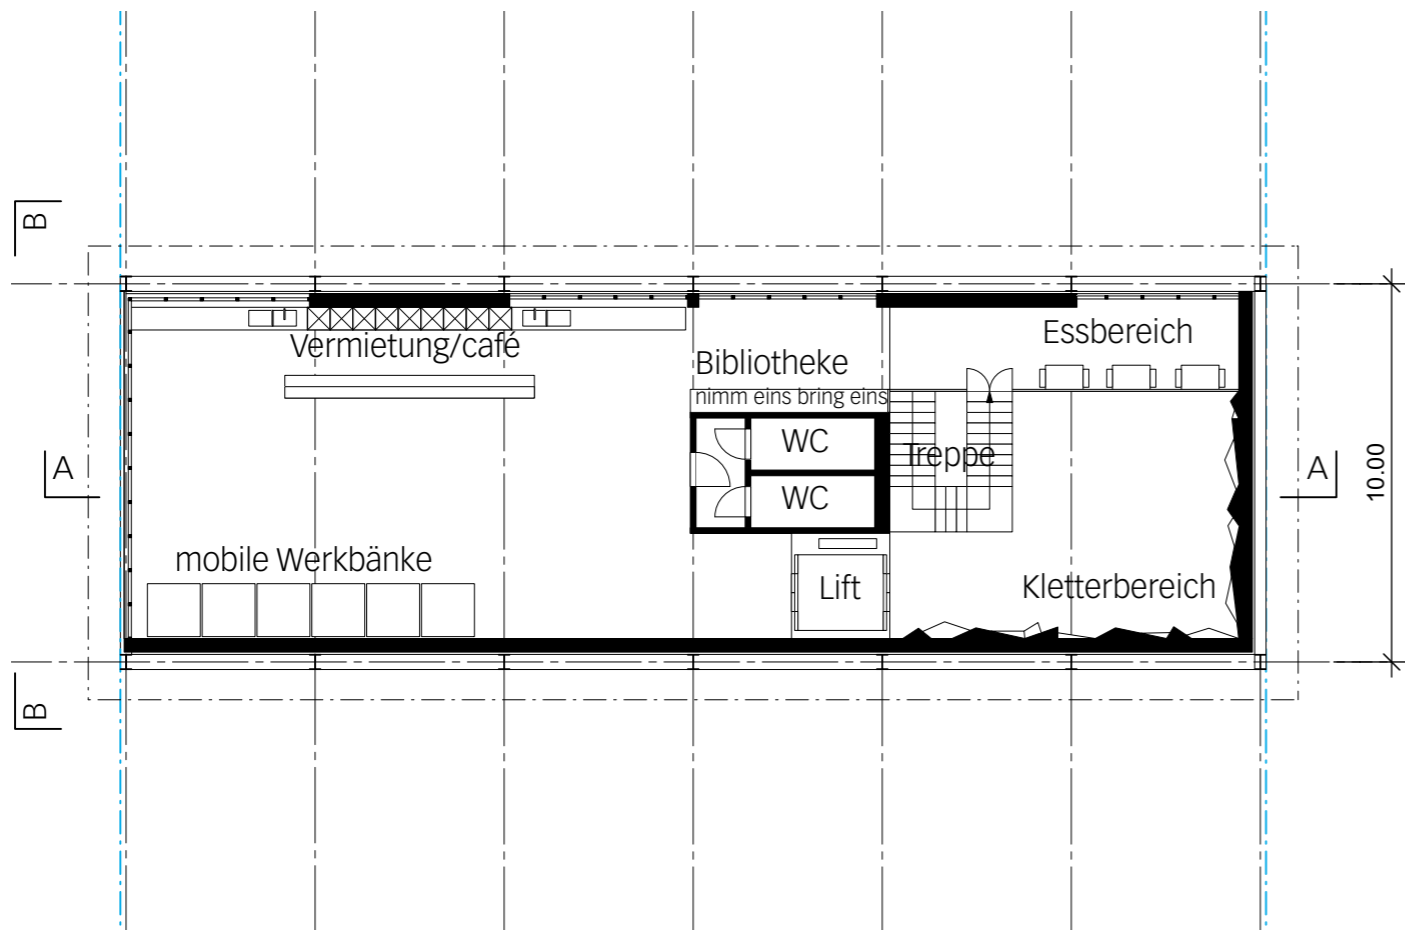 B
Vermietung/café
Essbereich
Bibliotheke
nimm eins bring eins
WC
Treppe
A
A
10.00
WC
mobile Werkbänke
Lift
Kletterbereich
B